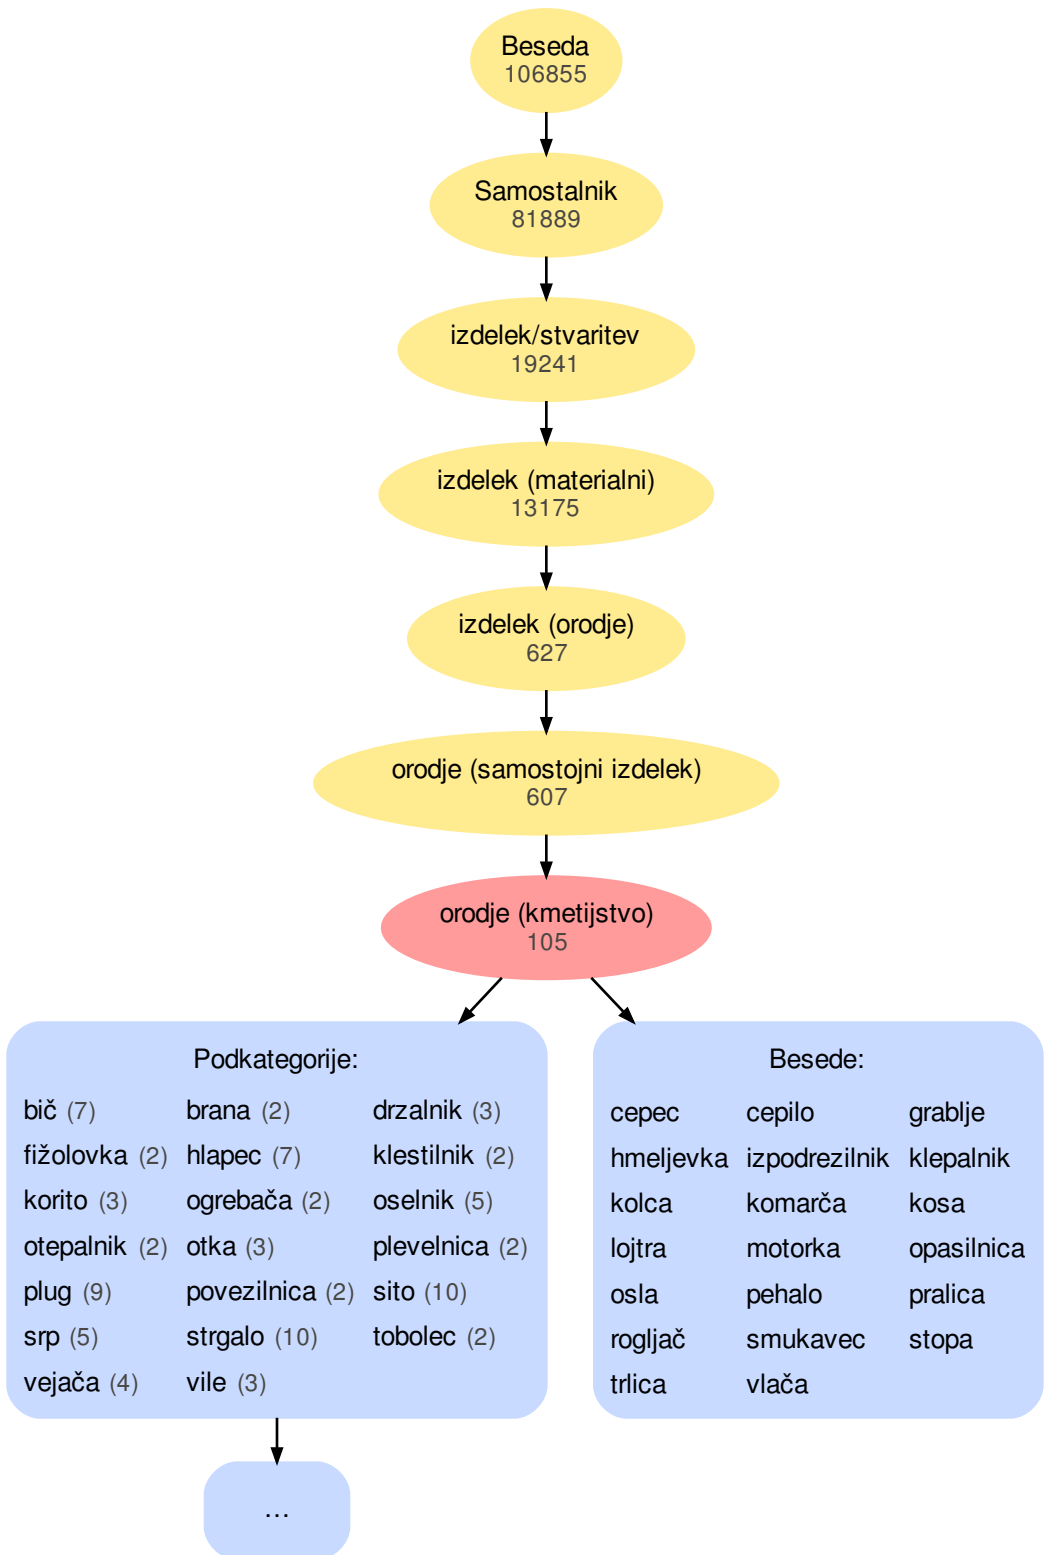 Beseda
106855
Samostalnik
81889
izdelek/stvaritev
19241
izdelek (materialni)
13175
izdelek (orodje)
627
orodje (samostojni izdelek)
607
orodje (kmetijstvo)
105
Podkategorije:
bič (7) brana (2) drzalnik (3)
fižolovka (2) hlapec (7) klestilnik (2)
korito (3) ogrebača (2) oselnik (5)
otepalnik (2) otka (3) plevelnica (2)
plug (9) povezilnica (2) sito (10)
srp (5) strgalo (10) tobolec (2)
vejača (4) vile (3)
...
Besede:
cepec cepilo grablje
hmeljevka izpodrezilnik klepalnik
kolca komarča kosa
lojtra motorka opasilnica
osla pehalo pralica
rogljač smukavec stopa
trlica vlača